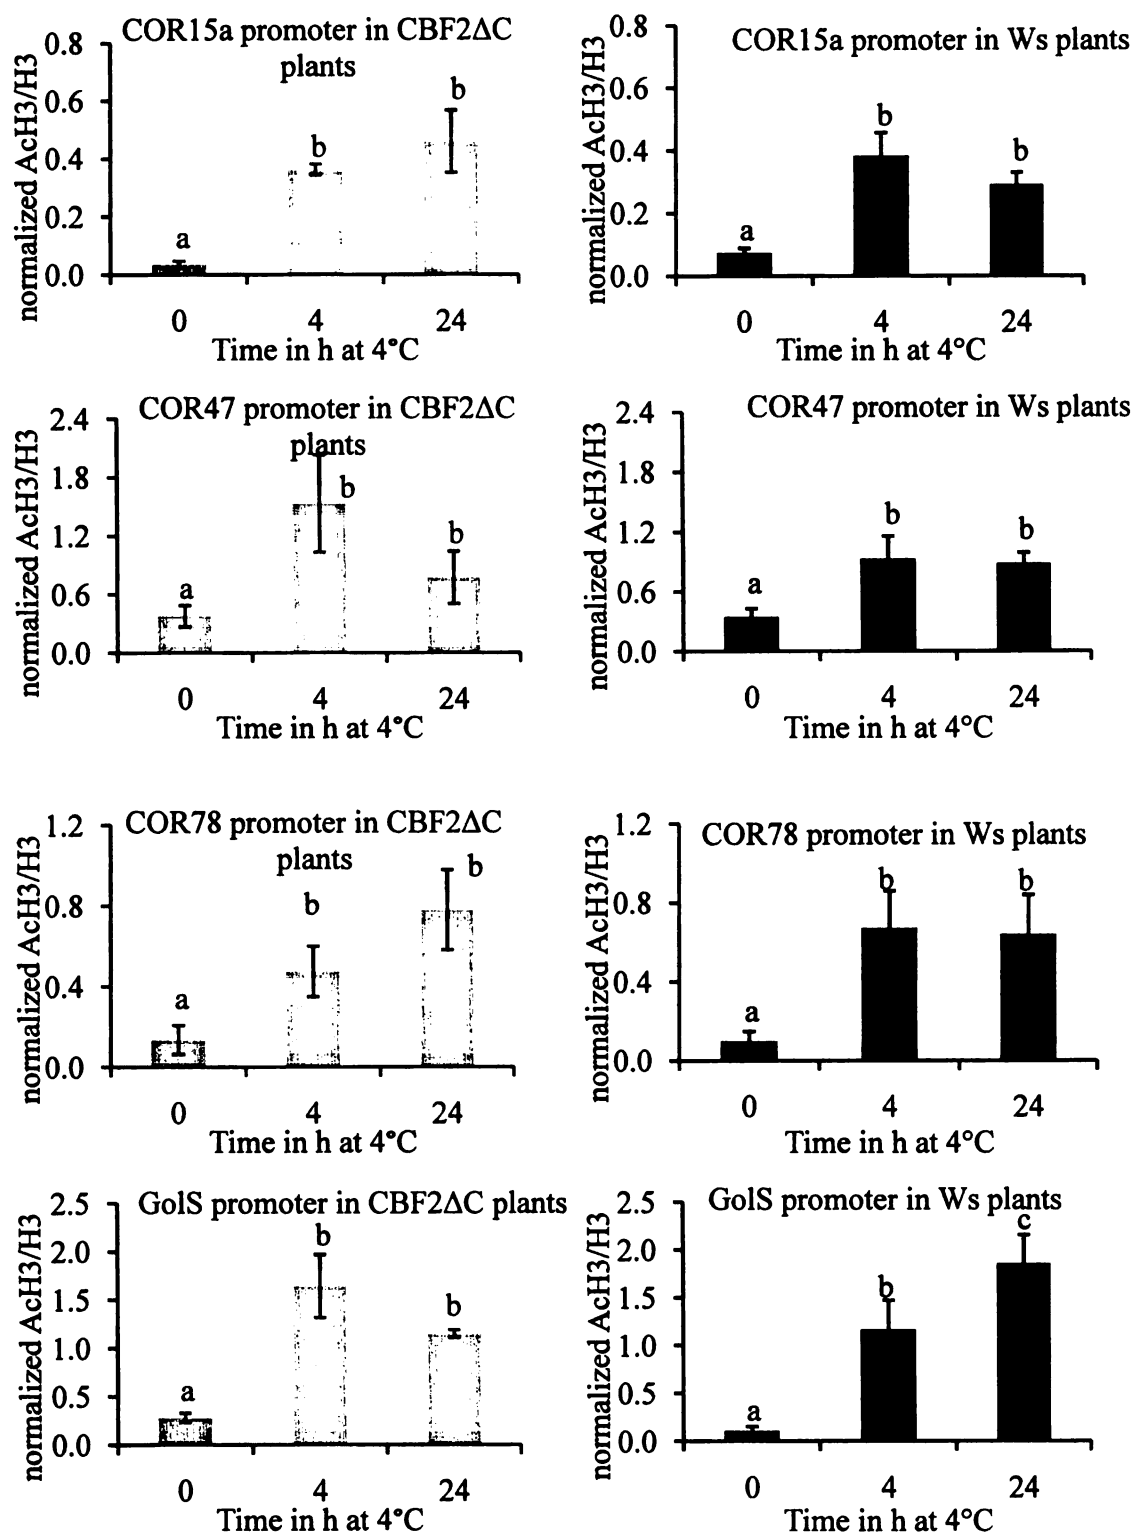 COR15a promoter in CBF2ΔC
plants
normalized AcH3/H3
0.8
0.6
0.4
0.2
0.0
a
b
b
0 4 24
Time in h at 4°C
COR15a promoter in Ws plants
normalized AcH3/H3
0.8
0.6
0.4
0.2
0.0
a
b
b
0 4 24
Time in h at 4°C
COR47 promoter in CBF2ΔC
plants
normalized AcH3/H3
2.4
1.8
1.2
0.6
0.0
a
b
b
0 4 24
Time in h at 4°C
COR47 promoter in Ws plants
normalized AcH3/H3
2.4
1.8
1.2
0.6
0.0
a
b
b
0 4 24
Time in h at 4°C
COR78 promoter in CBF2ΔC
plants
normalized AcH3/H3
1.2
0.8
0.4
0.0
a
b
b
0 4 24
Time in h at 4°C
COR78 promoter in Ws plants
normalized AcH3/H3
1.2
0.8
0.4
0.0
a
b
b
0 4 24
Time in h at 4°C
GolS promoter in CBF2ΔC plants
normalized AcH3/H3
2.5
2.0
1.5
1.0
0.5
0.0
a
b
b
0 4 24
Time in h at 4°C
GolS promoter in Ws plants
normalized AcH3/H3
2.5
2.0
1.5
1.0
0.5
0.0
a
b
c
0 4 24
Time in h at 4°C